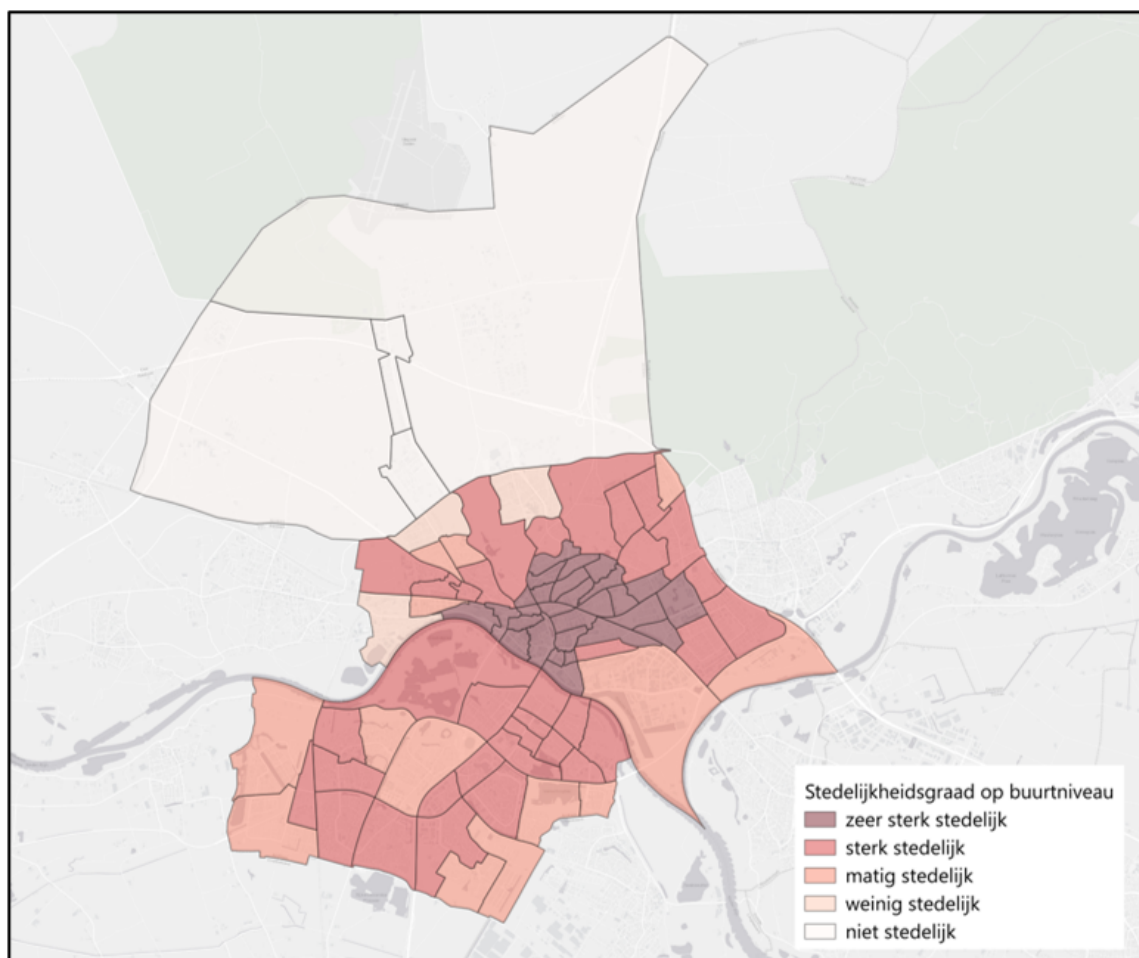 Stedelijkheidsgraad op buurtniveau
zeer sterk stedelijk
sterk stedelijk
matig stedelijk
weinig stedelijk
niet stedelijk